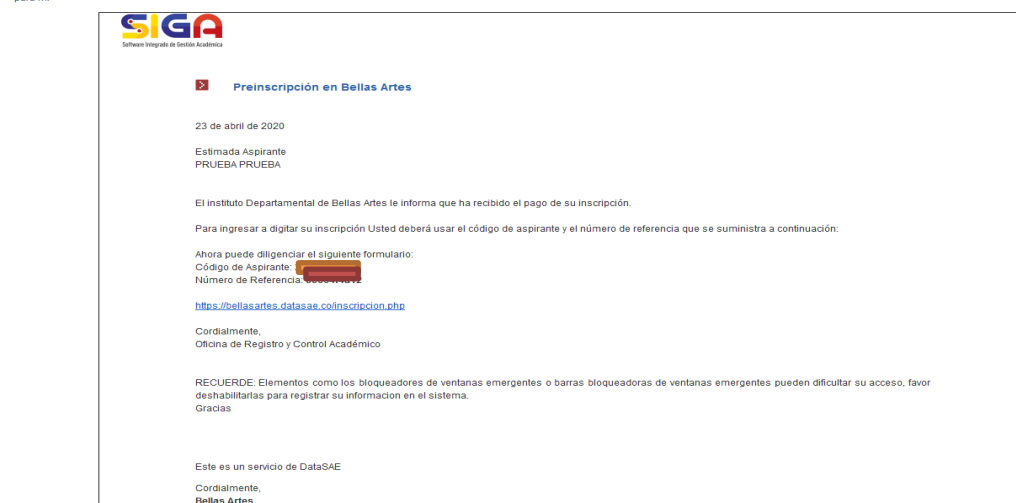 SIGA
Software Integrado de Gestión Académica
Preinscripción en Bellas Artes
23 de abril de 2020
Estimada Aspirante
PRUEBA PRUEBA
El instituto Departamental de Bellas Artes le informa que ha recibido el pago de su inscripción.
Para ingresar a digitar su inscripción Usted deberá usar el código de aspirante y el número de referencia que se suministra a continuación:
Ahora puede diligenciar el siguiente formulario:
Código de Aspirante:
Número de Referencia:
https://bellasartes.datasae.co/inscripcion.php
Cordialmente,
Oficina de Registro y Control Académico
RECUERDE: Elementos como los bloqueadores de ventanas emergentes o barras bloqueadoras de ventanas emergentes pueden dificultar su acceso, favor
deshabilitarlas para registrar su informacion en el sistema.
Gracias
Este es un servicio de DataSAE
Cordialmente,
Bellas Artes